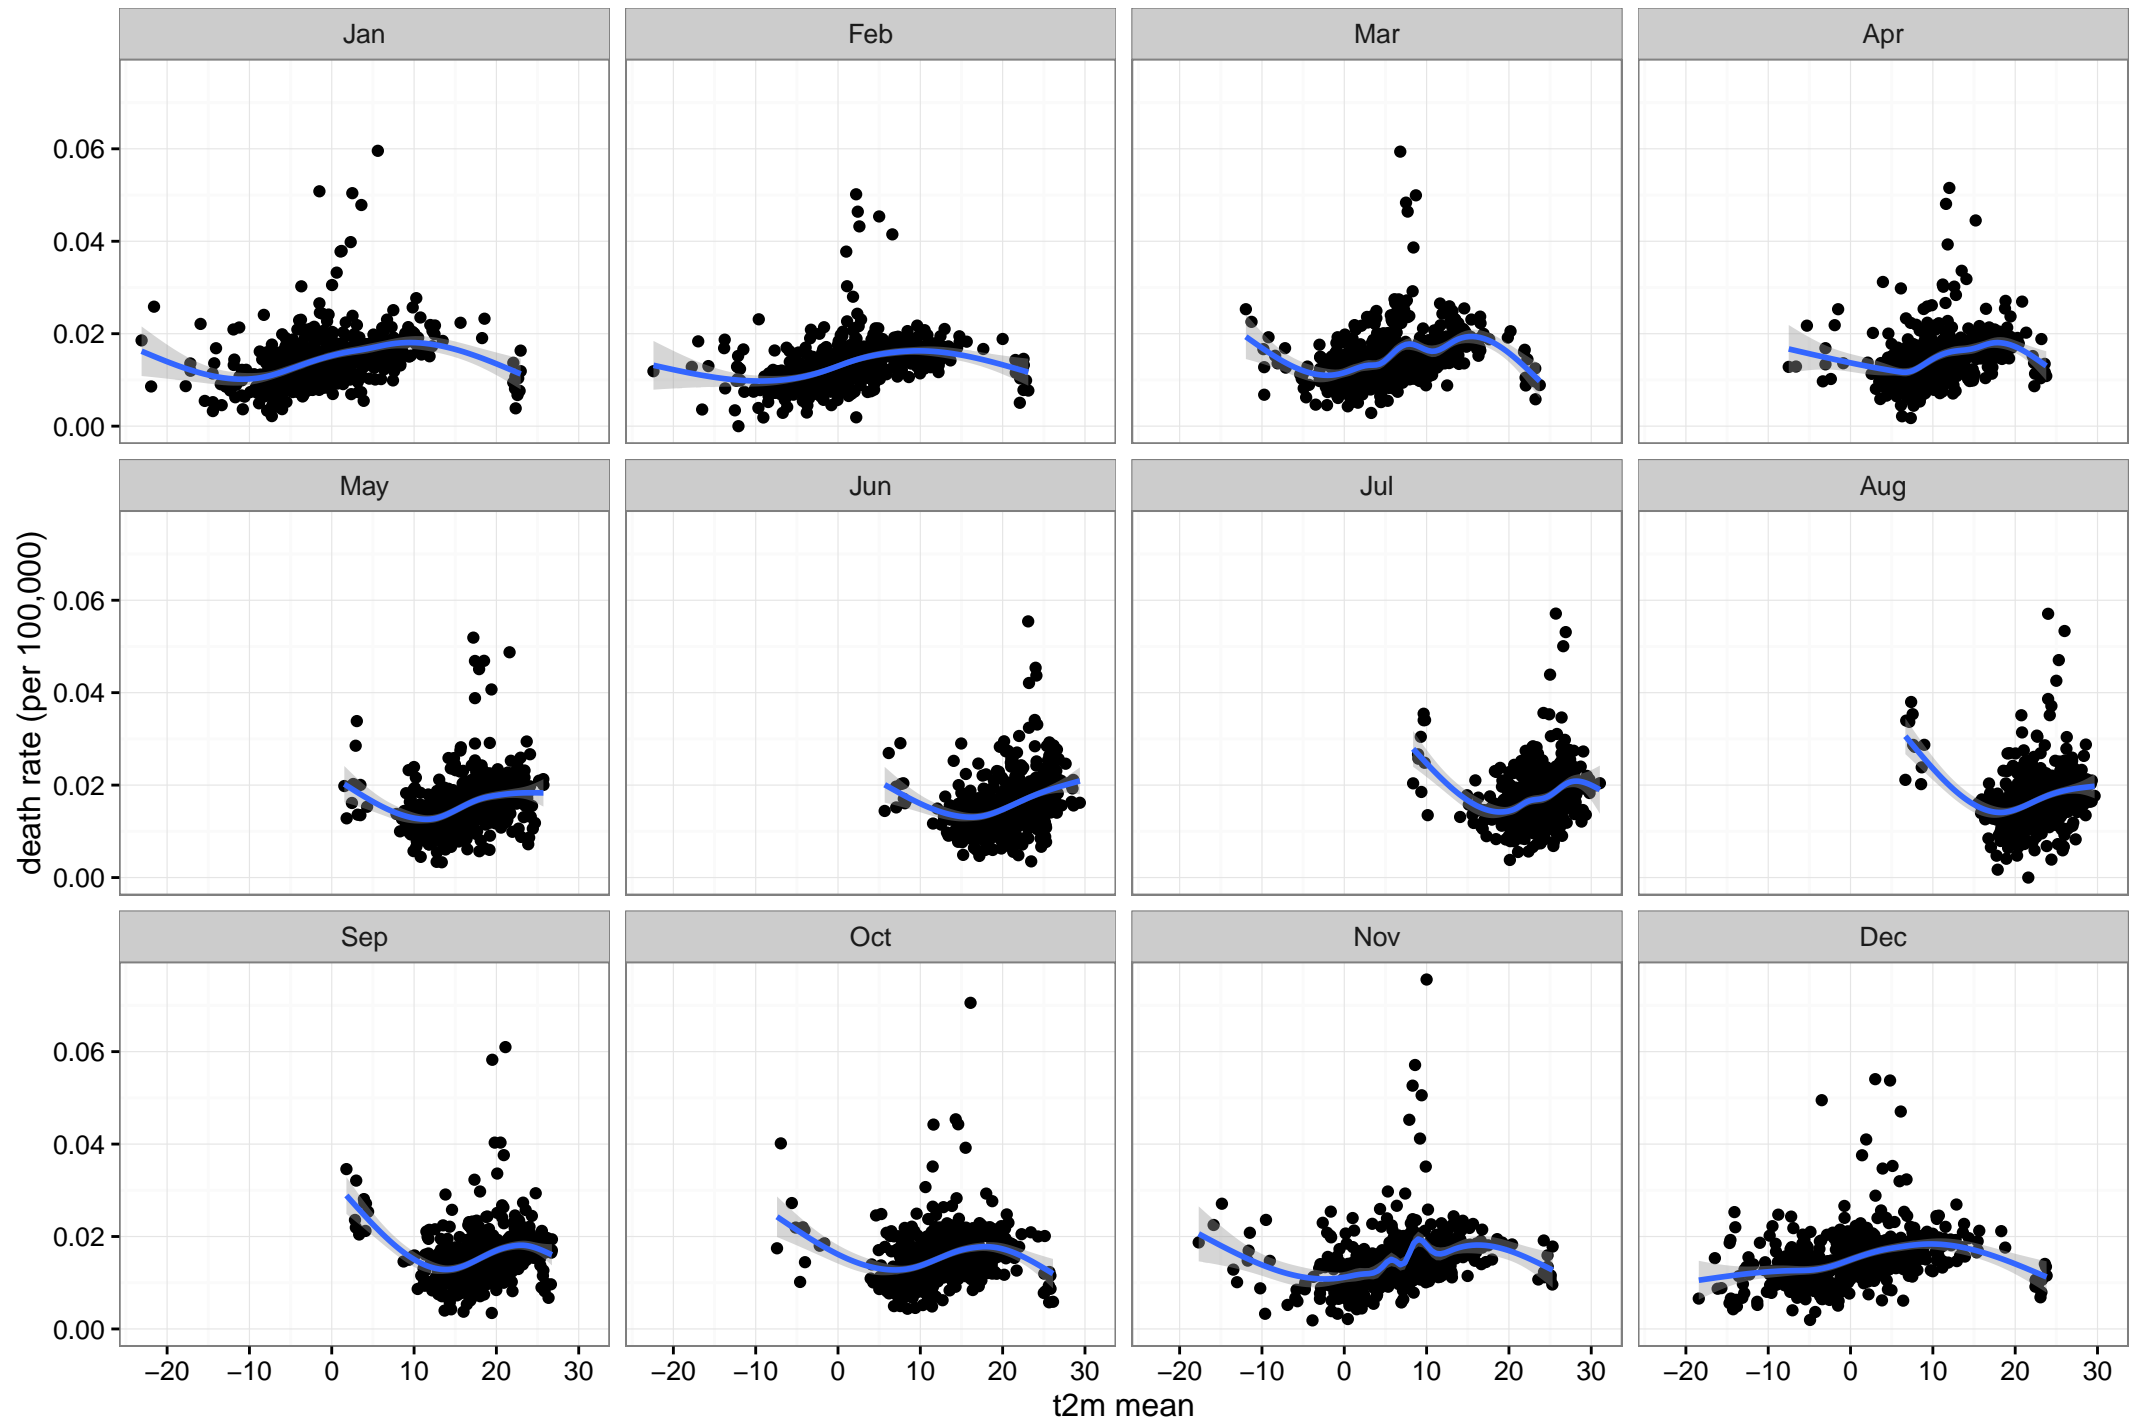 Jan Feb Mar Apr
0.06
0.04
0.02
0.00
May Jun Jul Aug
0.06
0.04
0.02
0.00
death rate (per 100,000)
Sep Oct Nov Dec
0.06
0.04
0.02
0.00
−20 −10 0 10 20 30 −20 −10 0 10 20 30 −20 −10 0 10 20 30 −20 −10 0 10 20 30
t2m mean